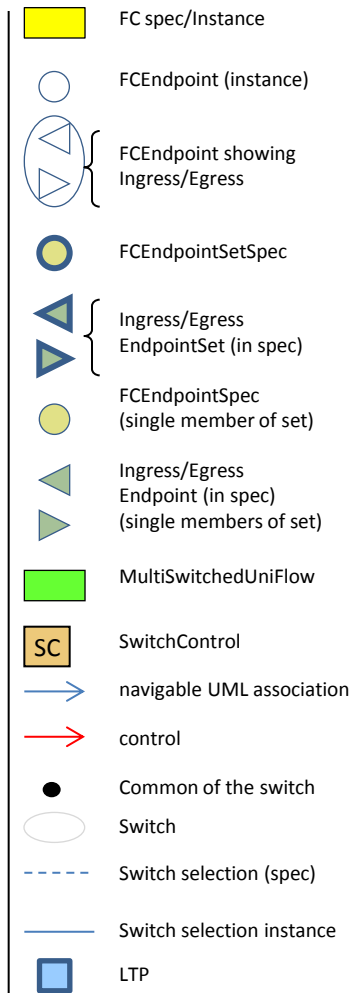 FC spec/Instance
FCEndpoint (instance)
FCEndpoint showing
Ingress/Egress
FCEndpointSetSpec
Ingress/Egress
EndpointSet (in spec)
FCEndpointSpec
(single member of set)
Ingress/Egress
Endpoint (in spec)
(single members of set)
MultiSwitchedUniFlow
SC SwitchControl
navigable UML association
control
Common of the switch
Switch
Switch selection (spec)
Switch selection instance
LTP